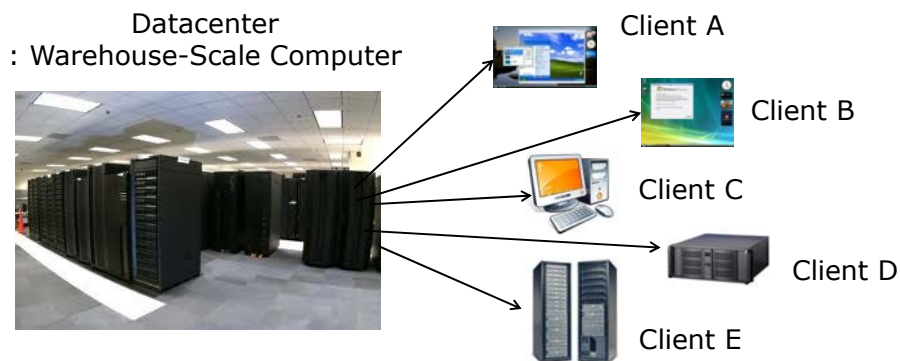 Datacenter
: Warehouse-Scale Computer
Client A
Client B
Client C
Client D
Client E